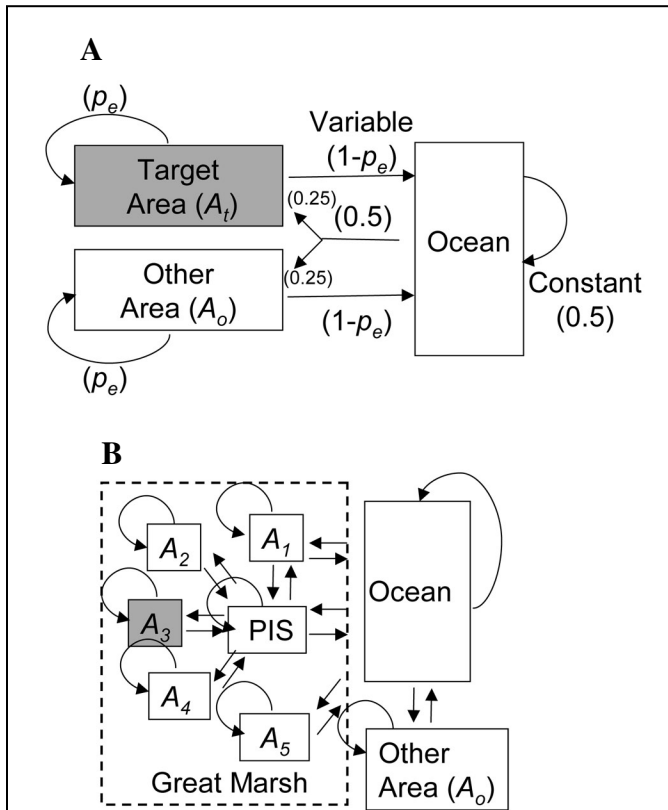 A
(pe)
Target
Area (At)
Variable
(1-pe)
(0.25)
(0.5)
Ocean
Constant
(0.5)
Other
Area (Ao)
(0.25)
(1-pe)
(pe)
B
A1
A2
A3
PIS
A4
A5
Great Marsh
Ocean
Other
Area (Ao)